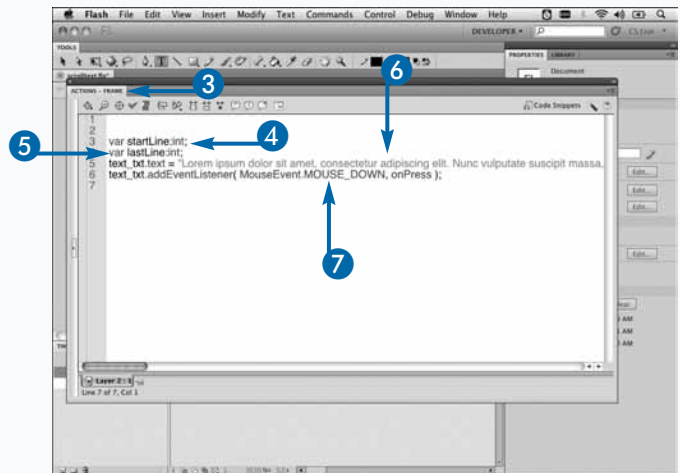 Flash File Edit View Insert Modify Text Commands Control Debug Window Help
FL DEVELOPER CS Live
TOOLS
PROPERTIES LIBRARY
Document
scrolltext.fla*
ACTIONS - FRAME
3
6
Code Snippets
1
2
3 var startLine:int;
4
5
4 var lastLine:int;
5 text_txt.text = "Lorem ipsum dolor sit amet, consectetur adipiscing elit. Nunc vulputate suscipit massa,
6 text_txt.addEventListener( MouseEvent.MOUSE_DOWN, onPress );
7
7
Edit...
Edit...
Edit...
Edit...
AM
AM
AM
Layer 2 : 1
Line 7 of 7, Col 1